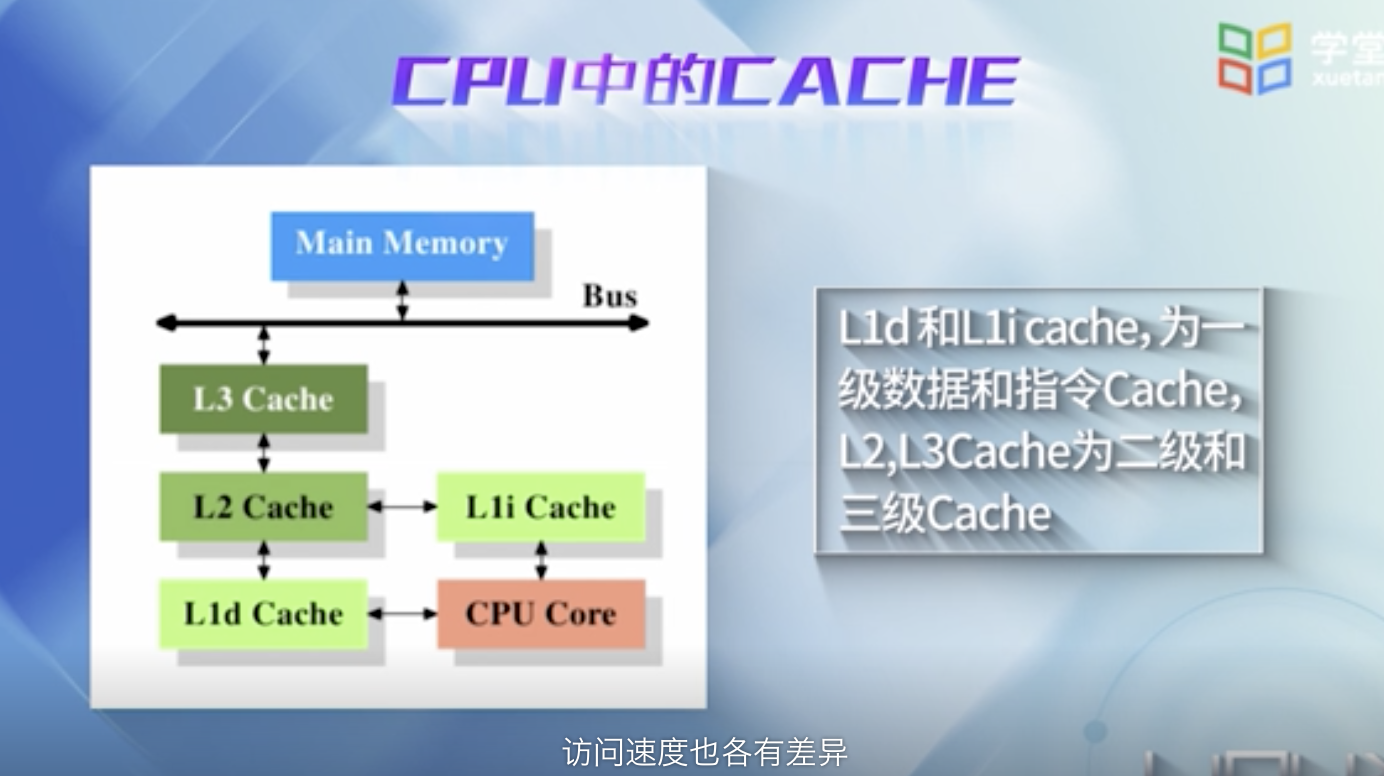 CPU中的CACHE
学堂
xuetan
Main Memory
Bus
L3 Cache
L2 Cache
L1i Cache
L1d Cache
CPU Core
L1d 和L1i cache, 为一
级数据和指令Cache,
L2,L3Cache为二级和
三级Cache
访问速度也各有差异